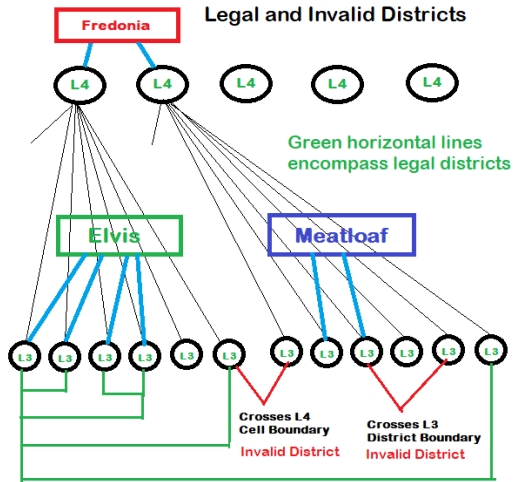 Legal and Invalid Districts
Fredonia
L4 L4 L4 L4 L4
Green horizontal lines
encompass legal districts
Elvis Meatloaf
L3 L3 L3 L3 L3 L3 L3 L3 L3 L3 L3 L3
Crosses L4
Cell Boundary
Invalid District
Crosses L3
District Boundary
Invalid District